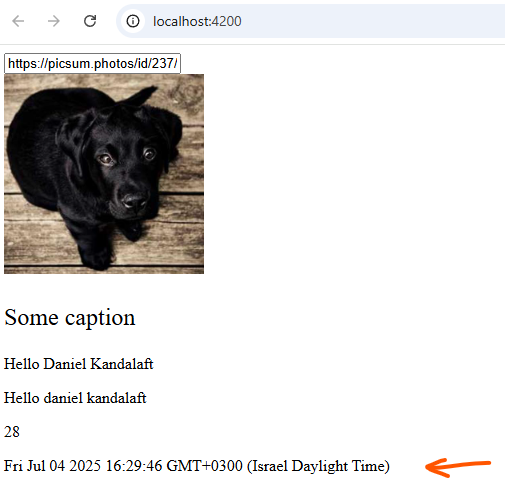 localhost:4200
https://picsum.photos/id/237/
Some caption
Hello Daniel Kandalaft
Hello daniel kandalaft
28
Fri Jul 04 2025 16:29:46 GMT+0300 (Israel Daylight Time)